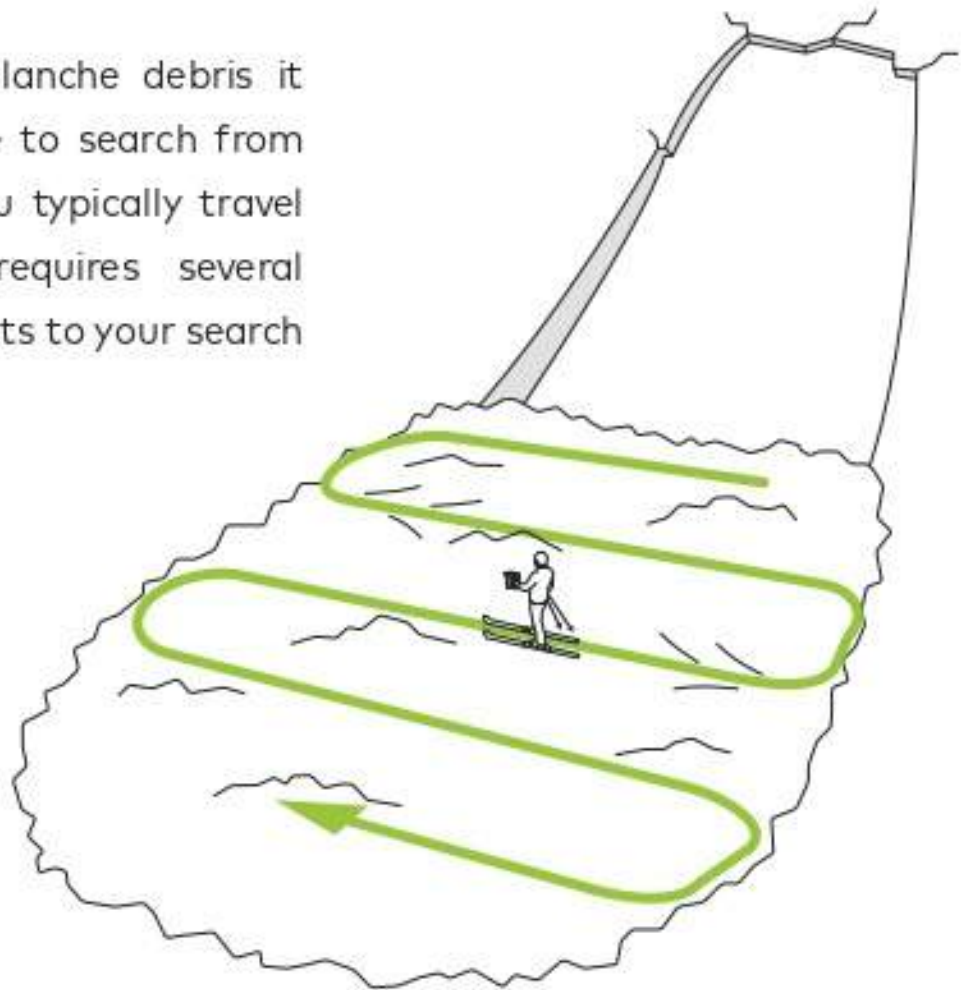 lanche debris it
to search from
typically travel
requires several
ts to your search